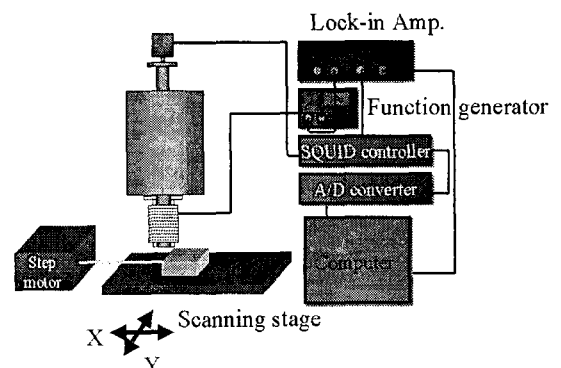 Lock-in Amp.
Function generator
SQUID controller
A/D converter
Computer
Step
motor
Scanning stage
X
Y